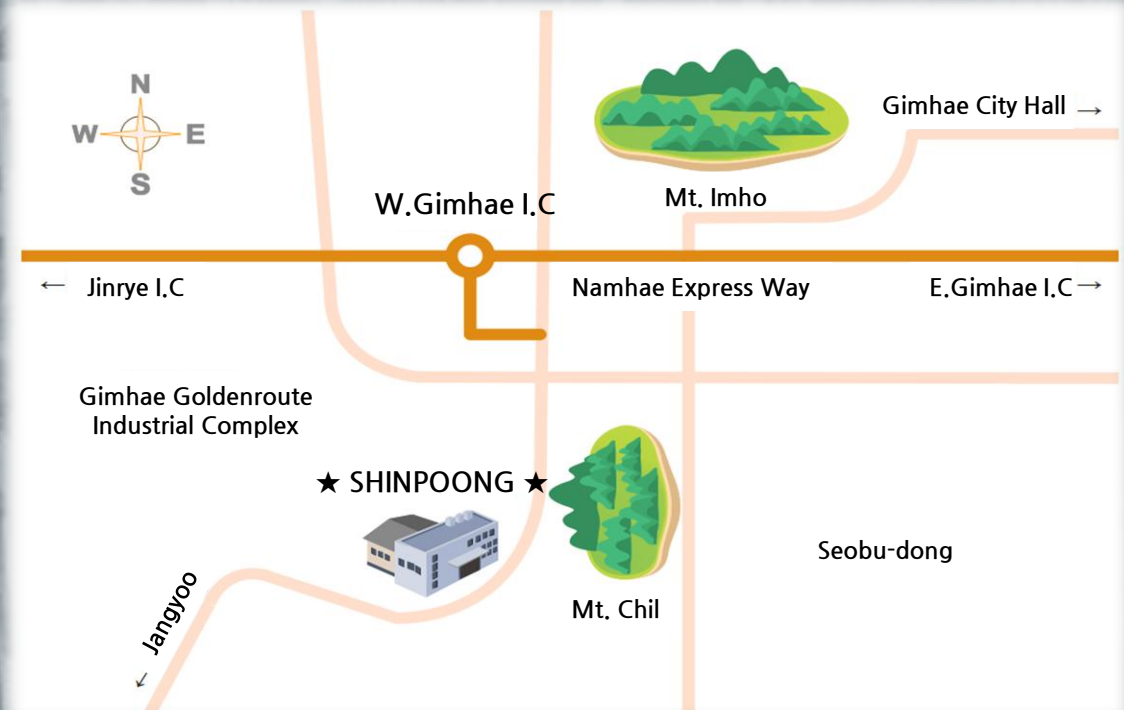 N
W E
S
Gimhae City Hall →
Mt. Imho
W.Gimhae I.C
← Jinrye I.C
Namhae Express Way
E.Gimhae I.C→
Gimhae Goldenroute
Industrial Complex
★ SHINPOONG ★
Seobu-dong
Mt. Chil
← Jangyoo